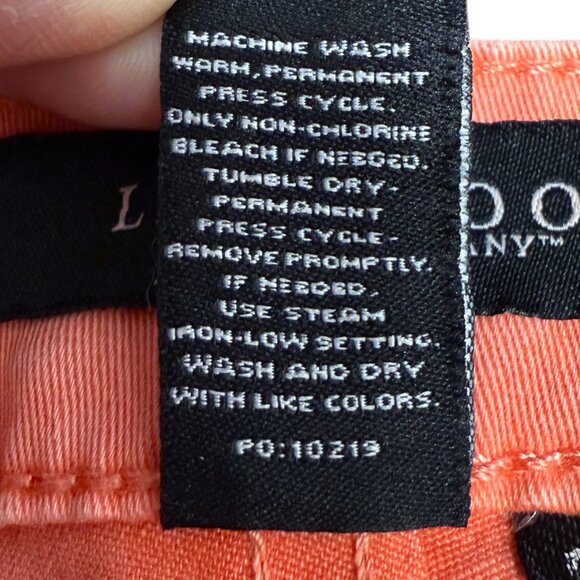 MACHINE WASH
WARM, PERMANENT
PRESS CYCLE.
ONLY NON-CHLORINE
BLEACH IF NEEDED.
TUMBLE DRY-
PERMANENT
PRESS CYCLE-
REMOVE PROMPTLY.
IF NEEDED,
USE STEAM
IRON-LOW SETTING.
WASH AND DRY
WITH LIKE COLORS.
PO:10219
L
O O
ANY™